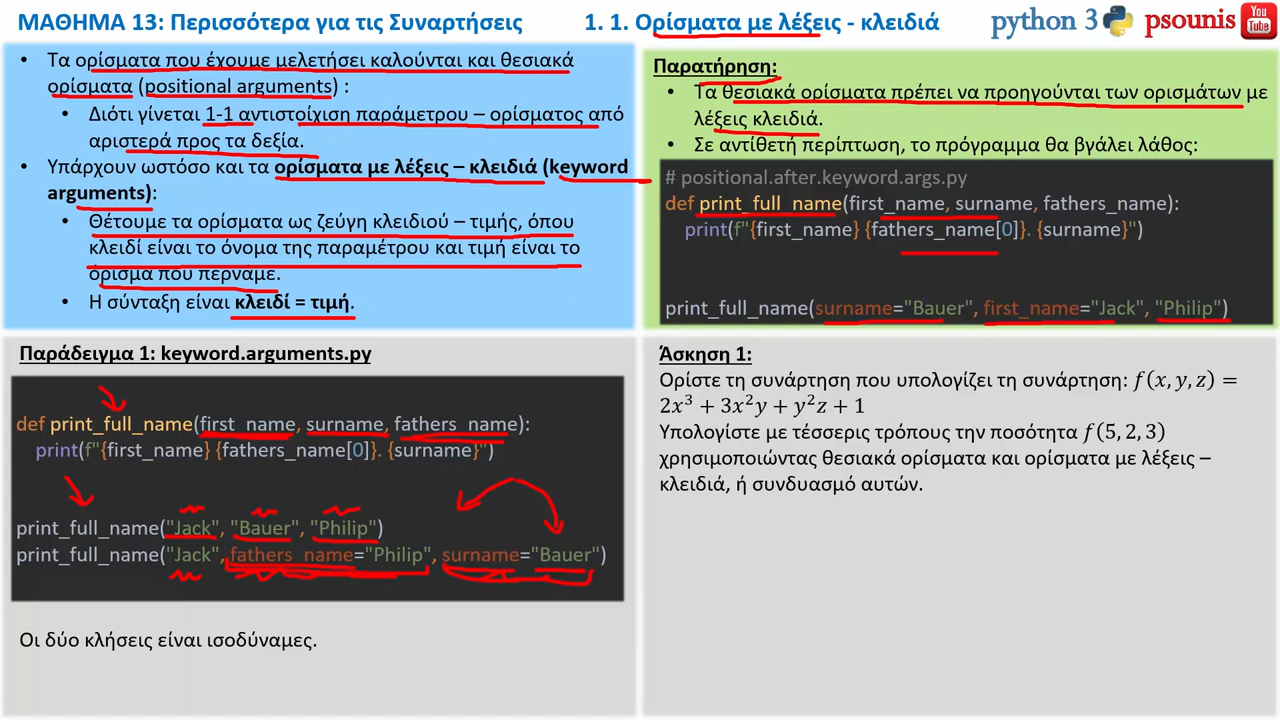 ΜΑΘΗΜΑ 13: Περισσότερα για τις Συναρτήσεις
1. 1. Ορίσματα με λέξεις - κλειδιά
python 3
psounis
You
Tube
• Τα ορίσματα που έχουμε μελετήσει καλούνται και θεσιακά
ορίσματα (positional arguments) :
• Διότι γίνεται 1-1 αντιστοίχιση παραμέτρου – ορίσματος από
αριστερά προς τα δεξία.
• Υπάρχουν ωστόσο και τα ορίσματα με λέξεις – κλειδιά (keyword
arguments):
• Θέτουμε τα ορίσματα ως ζεύγη κλειδιού – τιμής, όπου
κλειδί είναι το όνομα της παραμέτρου και τιμή είναι το
όρισμα που περνάμε.
• Η σύνταξη είναι κλειδί = τιμή.
Παρατήρηση:
• Τα θεσιακά ορίσματα πρέπει να προηγούνται των ορισμάτων με
λέξεις κλειδιά.
• Σε αντίθετή περίπτωση, το πρόγραμμα θα βγάλει λάθος:
# positional.after.keyword.args.py
def print_full_name(first_name, surname, fathers_name):
print(f"{first_name} {fathers_name[0]}. {surname}")
print_full_name(surname="Bauer", first_name="Jack", "Philip")
Παράδειγμα 1: keyword.arguments.py
def print_full_name(first_name, surname, fathers_name):
print(f"{first_name} {fathers_name[0]}. {surname}")
print_full_name("Jack", "Bauer", "Philip")
print_full_name("Jack", fathers_name="Philip", surname="Bauer")
Οι δύο κλήσεις είναι ισοδύναμες.
Άσκηση 1:
Ορίστε τη συνάρτηση που υπολογίζει τη συνάρτηση: f(x, y, z) =
2x³ + 3x²y + y²z + 1
Υπολογίστε με τέσσερις τρόπους την ποσότητα f(5, 2, 3)
χρησιμοποιώντας θεσιακά ορίσματα και ορίσματα με λέξεις –
κλειδιά, ή συνδυασμό αυτών.